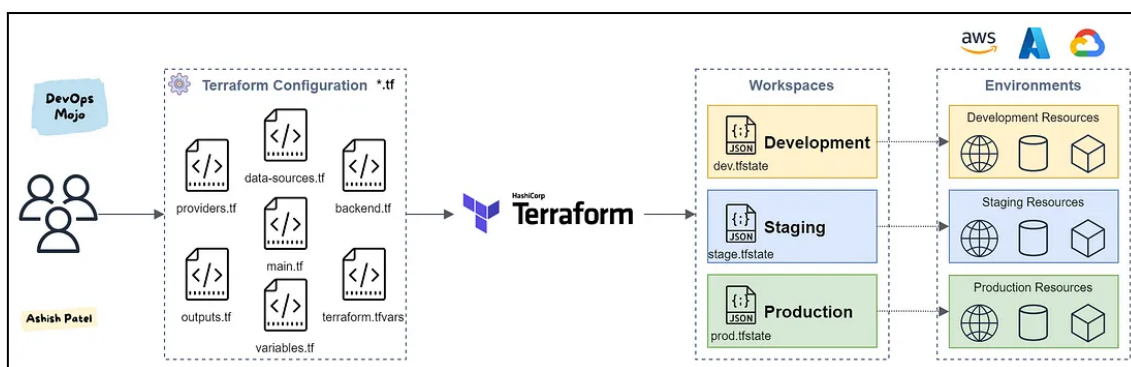 DevOps
Mojo
Ashish Patel
Terraform Configuration *.tf
providers.tf
data-sources.tf
backend.tf
main.tf
outputs.tf
variables.tf
terraform.tfvars
HashiCorp
Terraform
Workspaces
{;}
JSON
Development
dev.tfstate
{;}
JSON
Staging
stage.tfstate
{;}
JSON
Production
prod.tfstate
aws
Environments
Development Resources
Staging Resources
Production Resources